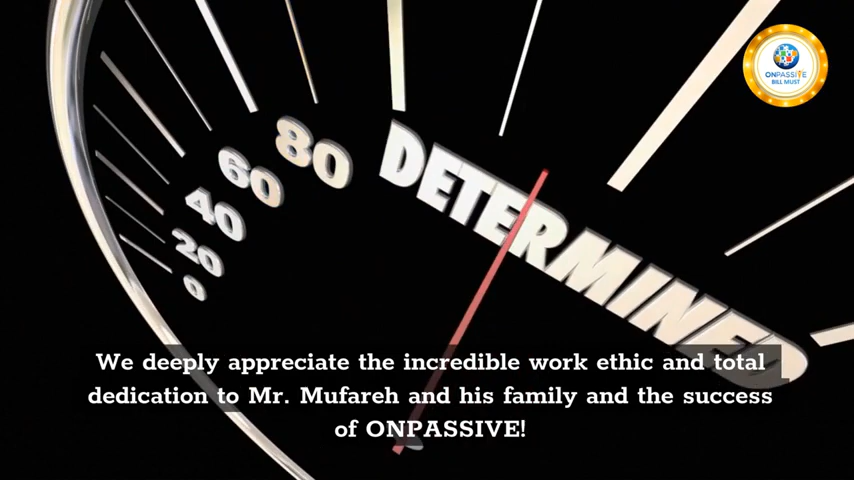 ONPASSIVE
BILL MUST
80
60
40
20
0
DETERMINED
We deeply appreciate the incredible work ethic and total
dedication to Mr. Mufareh and his family and the success
of ONPASSIVE!